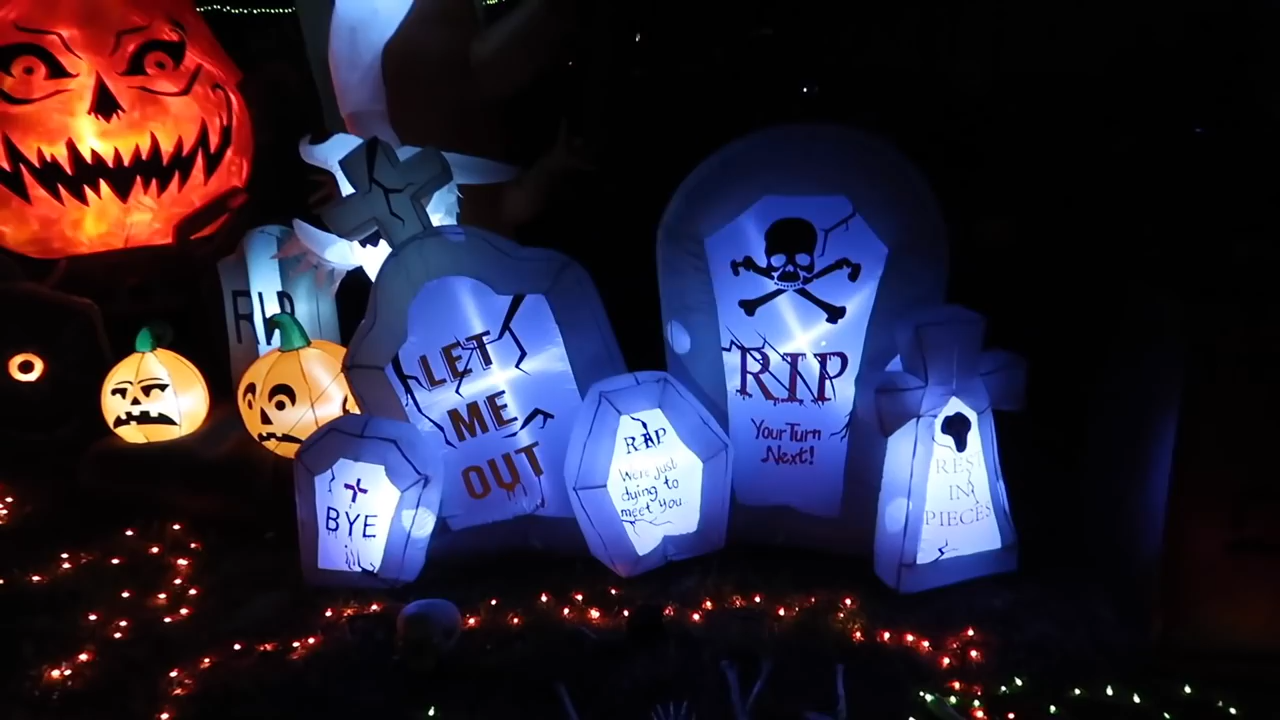 RIP
LET
ME
OUT
BYE
RIP
We're just
dying to
meet you
RIP
Your Turn
Next!
REST
IN
PIECES